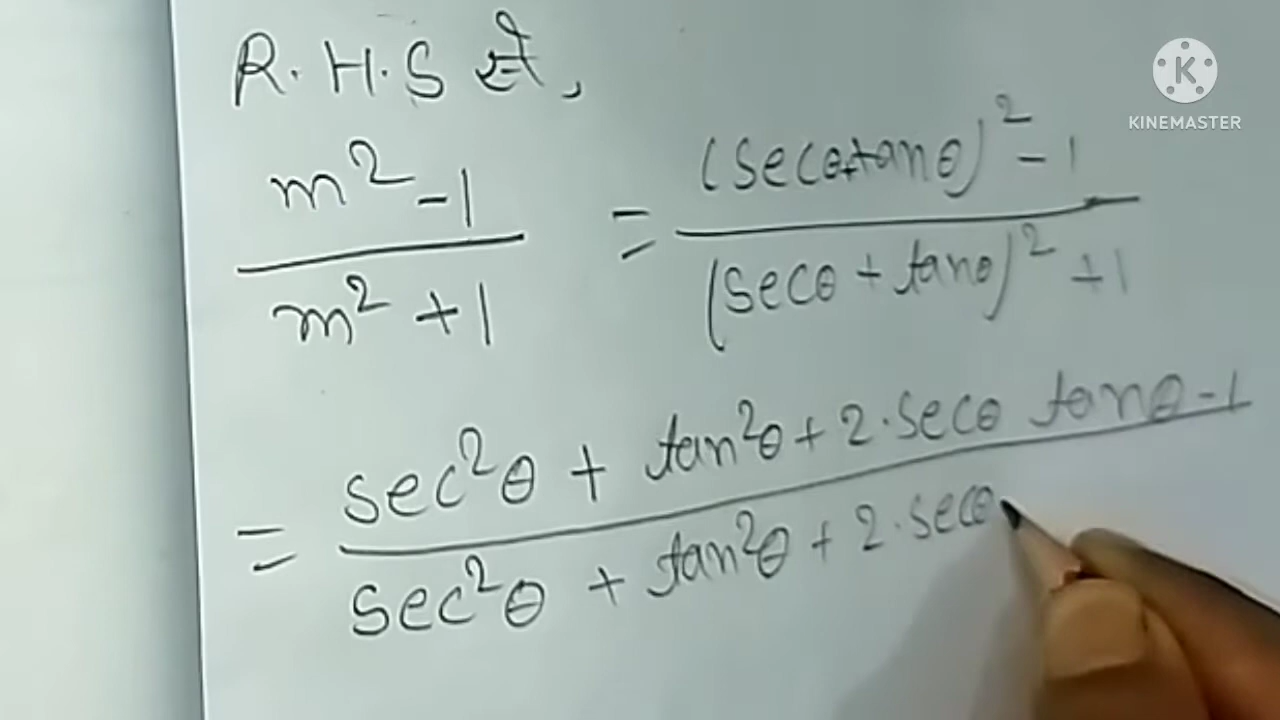 R.H.S से,
m² - 1 / m² + 1 = (secθ+tanθ)² - 1 / (secθ + tanθ)² + 1
= sec²θ + tan²θ + 2.secθ tanθ - 1 / sec²θ + tan²θ + 2.secθ
KINEMASTER